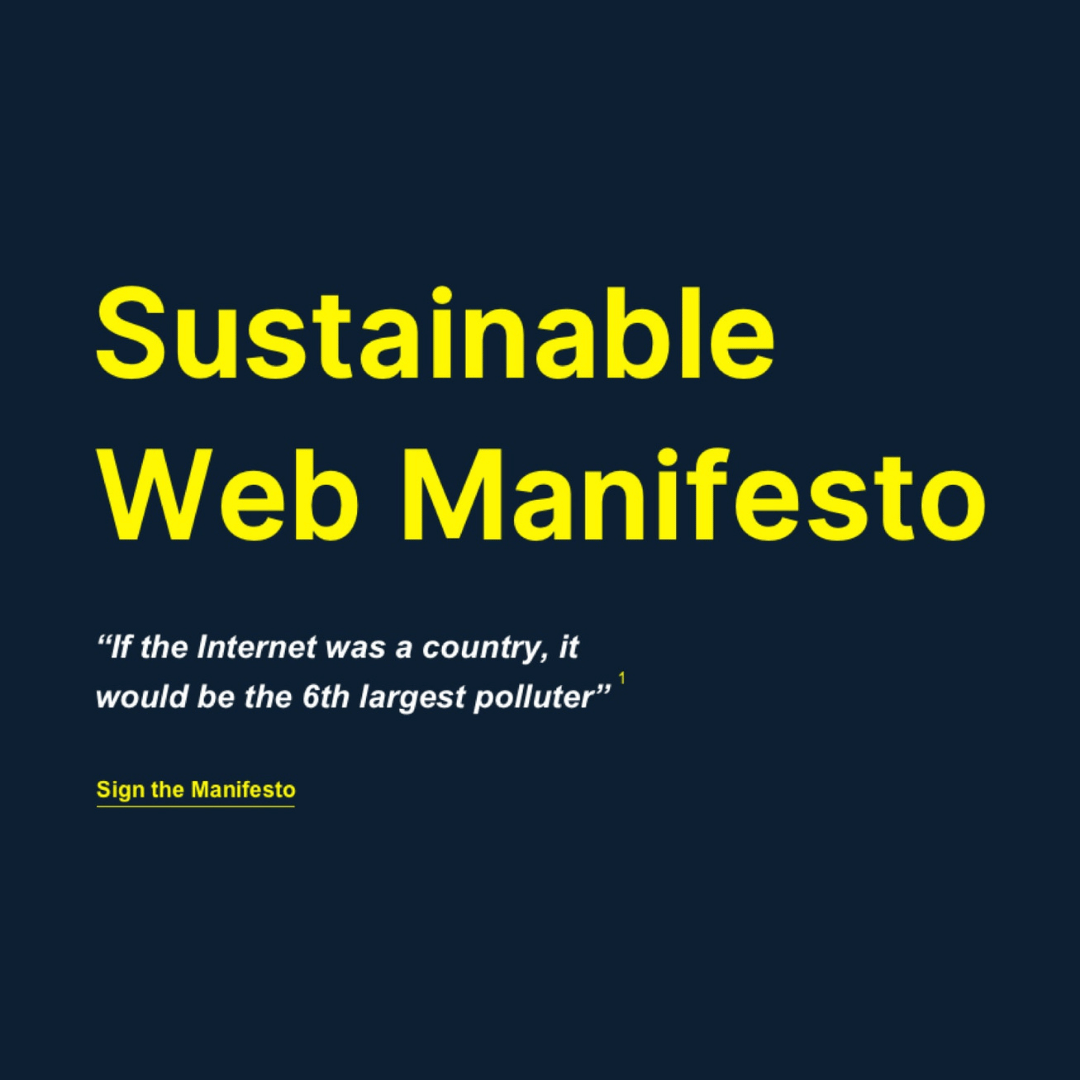 Sustainable
Web Manifesto
“If the Internet was a country, it
would be the 6th largest polluter” 1
Sign the Manifesto